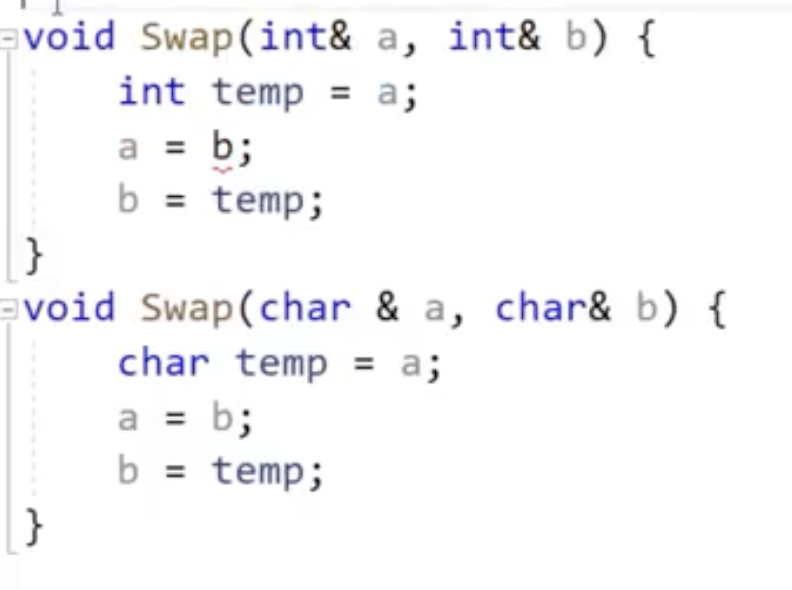 void Swap(int& a, int& b) {
    int temp = a;
    a = b;
    b = temp;
}
void Swap(char & a, char& b) {
    char temp = a;
    a = b;
    b = temp;
}